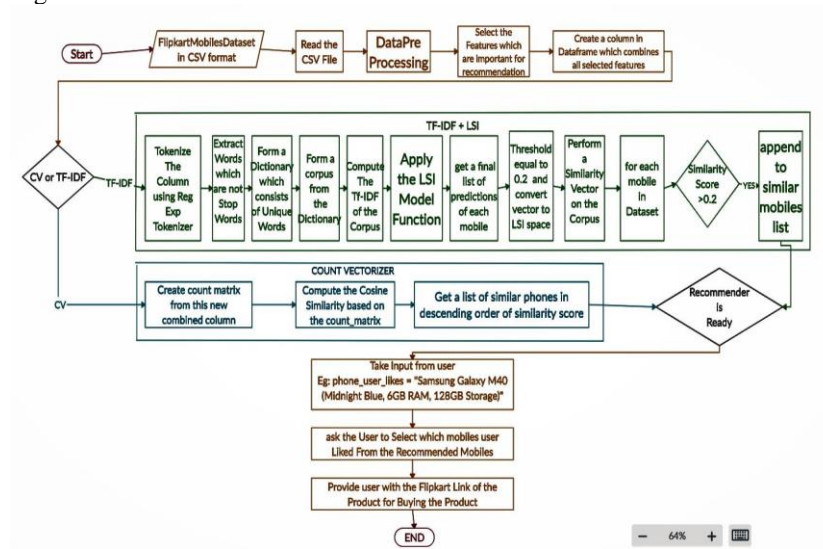 Start
FlipkartMobilesDataset
in CSV format
Read the
CSV File
DataPre
Processing
Select the
Features which
are important for
recommendation
Create a column in
Dataframe which combines
all selected features
CV or TF-IDF
TF-IDF
TF-IDF + LSI
Tokenize
The
Column
using Reg
Exp
Tokenizer
Extract
Words
which
are not
Stop
Words
Form a
Dictionary
which
consists
of Unique
Words
Form a
corpus
from
the
Dictionary
Compute
The
Tf-IDF
of the
Corpus
Apply
the LSI
Model
Function
get a final
list of
predictions
of each
mobile
Threshold
equal to
0.2 and
convert
vector to
LSI space
Perform
a
Similarity
Vector
on the
Corpus
for each
mobile
in
Dataset
Similarity
Score
>0.2
YES
append
to
similar
mobiles
list
CV
COUNT VECTORIZER
Create count matrix
from this new
combined column
Compute the Cosine
Similarity based on
the count_matrix
Get a list of similar phones in
descending order of similarity score
Recommender
is
Ready
Take Input from user
Eg: phone_user_likes = "Samsung Galaxy M40
(Midnight Blue, 6GB RAM, 128GB Storage)"
ask the User to Select which mobiles user
Liked From the Recommended Mobiles
Provide user with the Flipkart Link of the
Product for Buying the Product
END
− 64% +